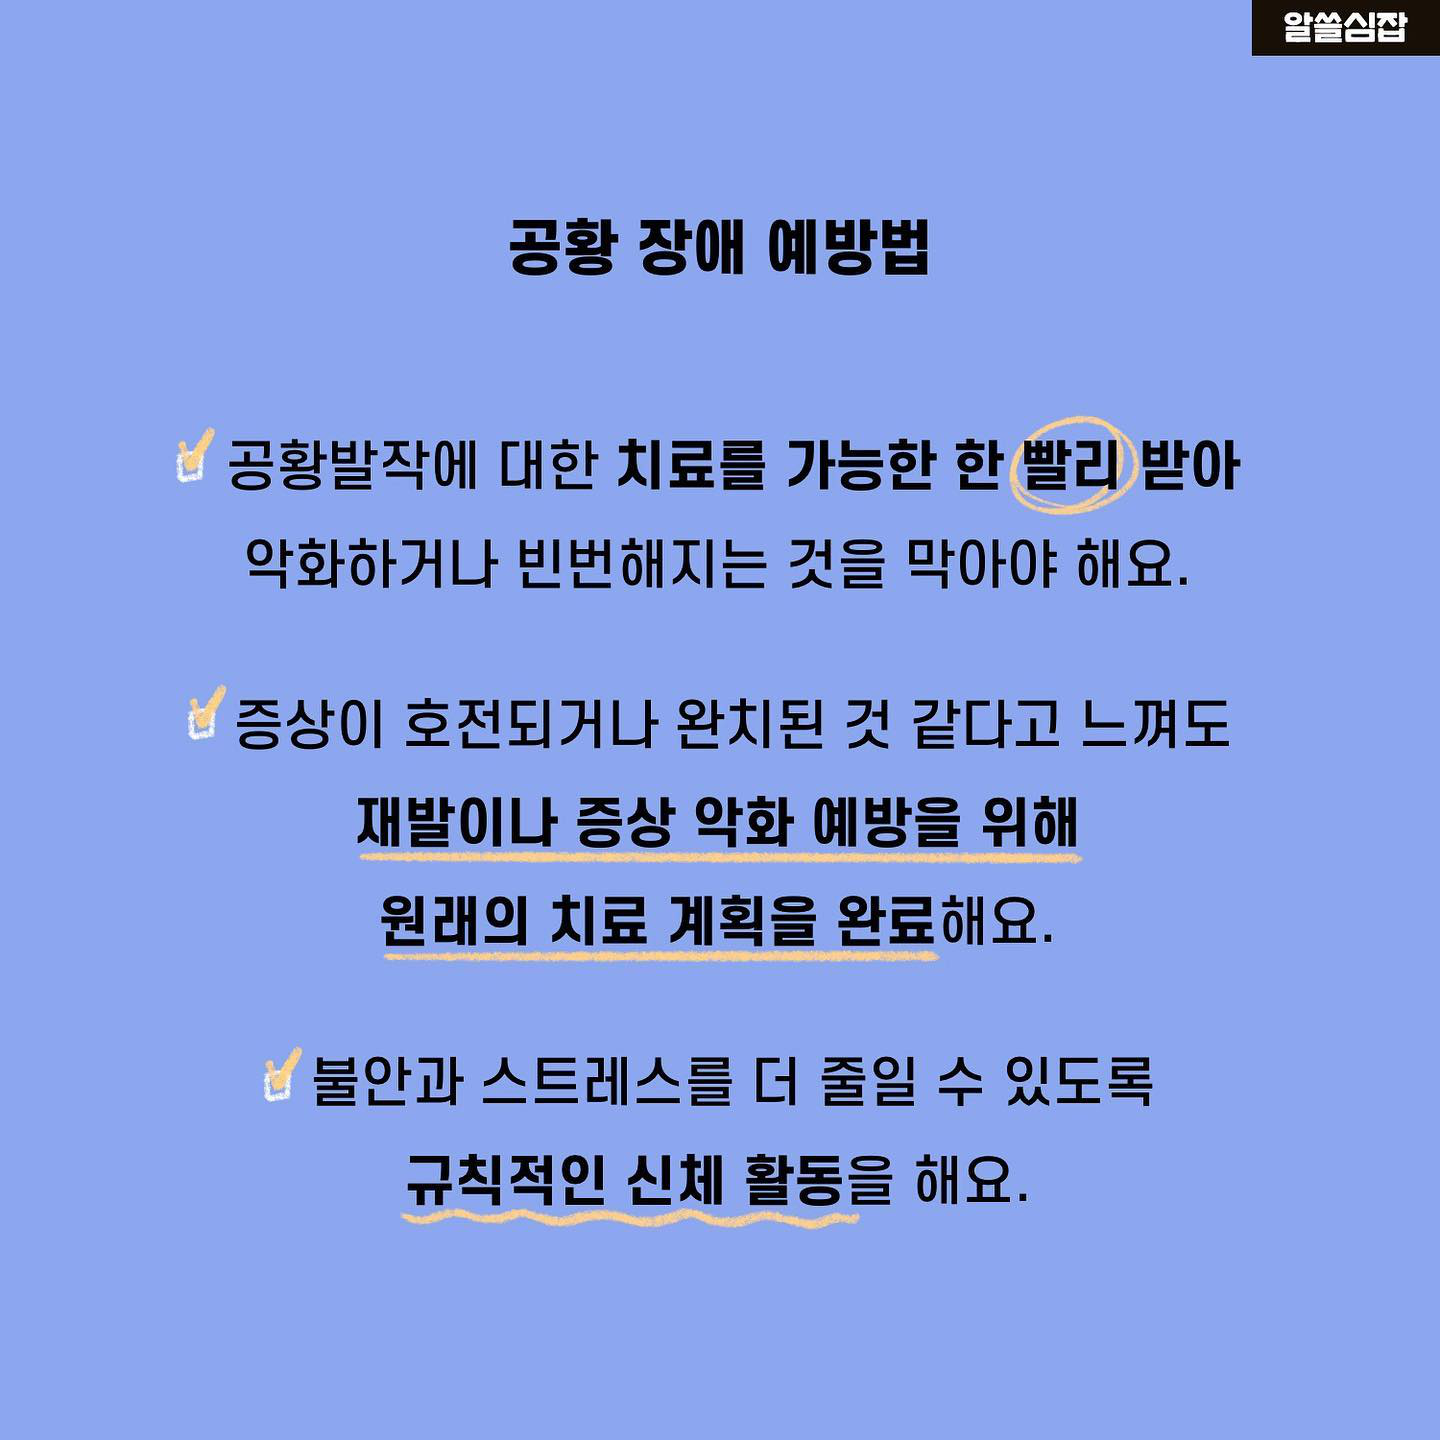 알쓸심잡
공황 장애 예방법
공황발작에 대한 치료를 가능한 한 빨리 받아
악화하거나 빈번해지는 것을 막아야 해요.
증상이 호전되거나 완치된 것 같다고 느껴도
재발이나 증상 악화 예방을 위해
원래의 치료 계획을 완료해요.
불안과 스트레스를 더 줄일 수 있도록
규칙적인 신체 활동을 해요.